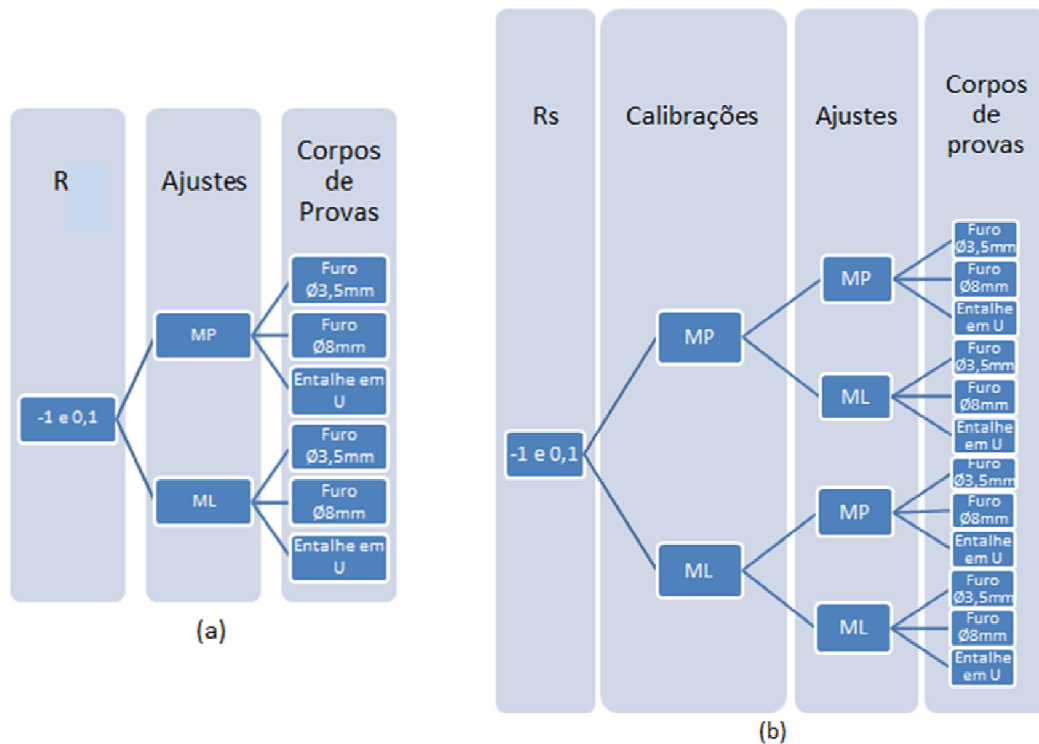 R
Ajustes
Corpos
de
Provas
-1 e 0,1
MP
Furo
Ø3,5mm
Furo
Ø8mm
Entalhe em
U
ML
Furo
Ø3,5mm
Furo
Ø8mm
Entalhe em
U
(a)
Rs
Calibrações
Ajustes
Corpos
de
provas
-1 e 0,1
MP
MP
Furo
Ø3,5mm
Furo
Ø8mm
Entalhe
em U
ML
Furo
Ø3,5mm
Furo
Ø8mm
Entalhe
em U
ML
MP
Furo
Ø3,5mm
Furo
Ø8mm
Entalhe
em U
ML
Furo
Ø3,5mm
Furo
Ø8mm
Entalhe
em U
(b)